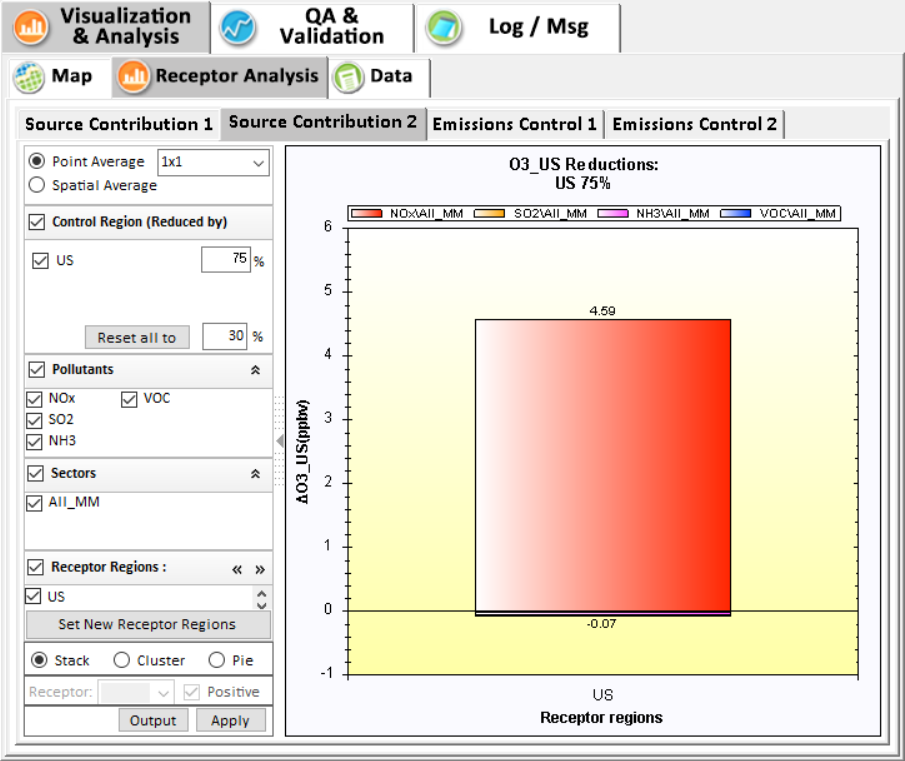 Visualization & Analysis
QA & Validation
Log / Msg
Map
Receptor Analysis
Data
Source Contribution 1
Source Contribution 2
Emissions Control 1
Emissions Control 2
Point Average
1x1
Spatial Average
Control Region (Reduced by)
US
75 %
Reset all to
30 %
Pollutants
NOx
VOC
SO2
NH3
Sectors
All_MM
Receptor Regions :
« »
US
Set New Receptor Regions
Stack
Cluster
Pie
Receptor:
Positive
Output
Apply
O3_US Reductions:
US 75%
NOx\All_MM
SO2\All_MM
NH3\All_MM
VOC\All_MM
ΔO3_US(ppbv)
6
5
4
3
2
1
0
-1
4.59
-0.07
US
Receptor regions